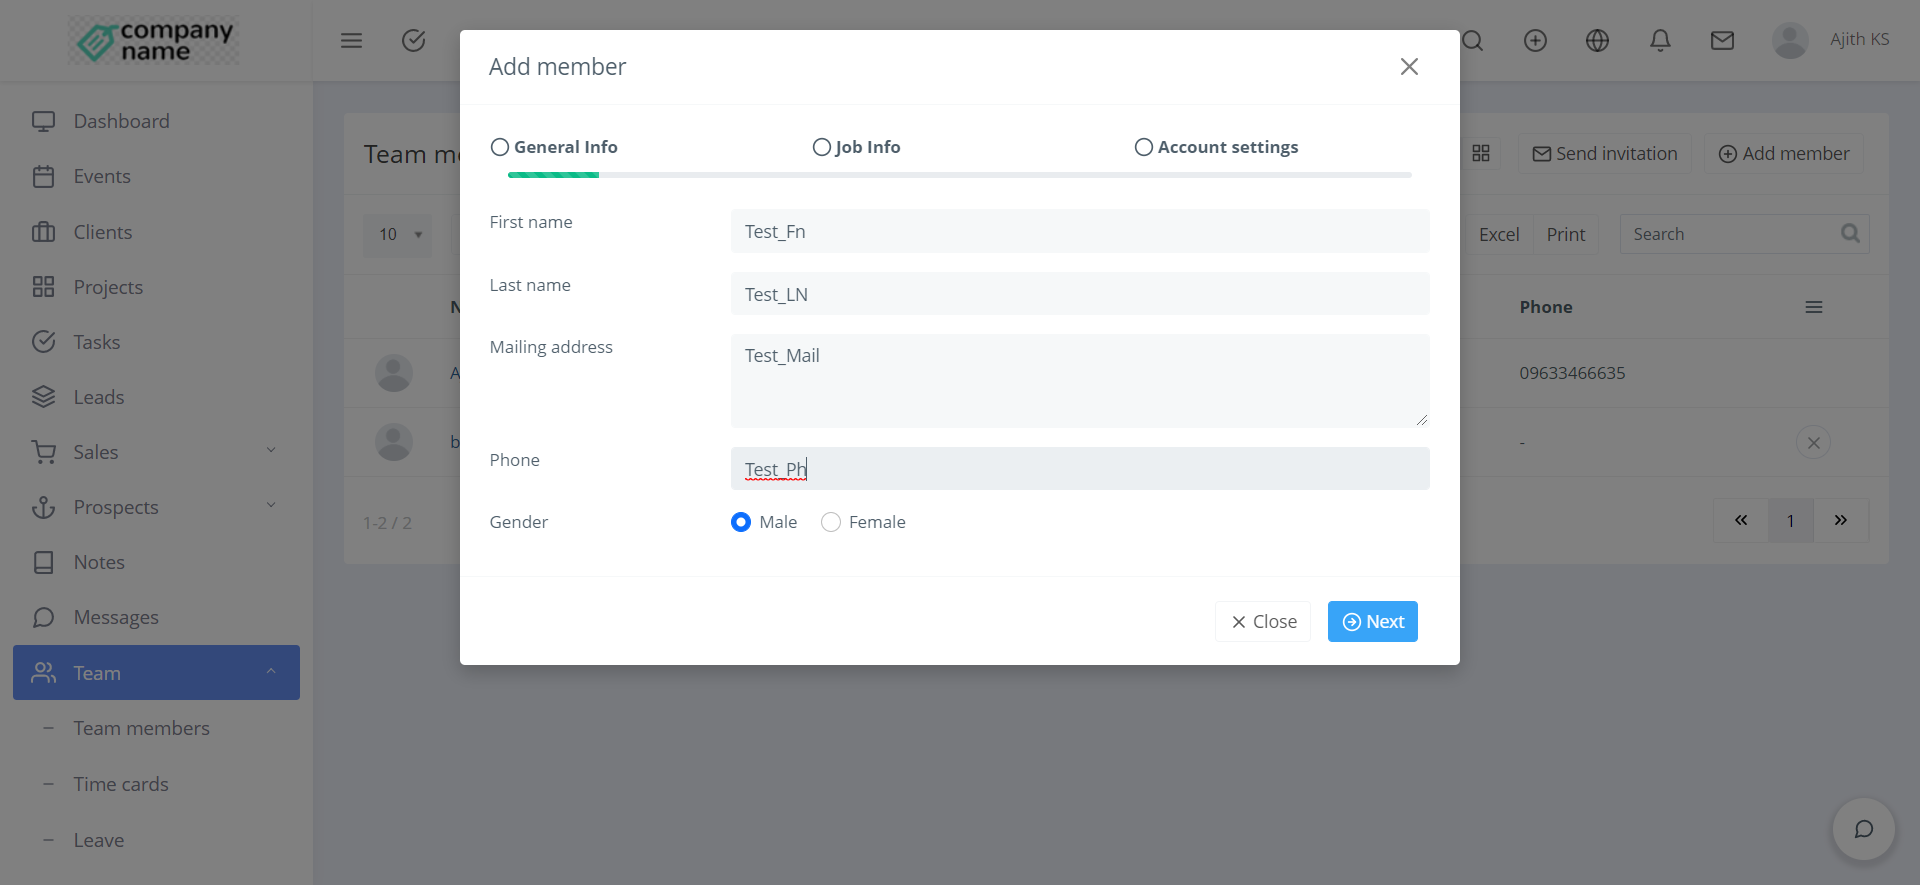 company
name
Ajith KS
Dashboard
Events
Clients
Projects
Tasks
Leads
Sales
Prospects
Notes
Messages
Team
Team members
Time cards
Leave
Team me
Send invitation
Add member
10
Excel
Print
Search
N
Phone
A
09633466635
b
-
1-2 / 2
1
Add member
General Info
Job Info
Account settings
First name
Test_Fn
Last name
Test_LN
Mailing address
Test_Mail
Phone
Test_Ph
Gender
Male
Female
Close
Next